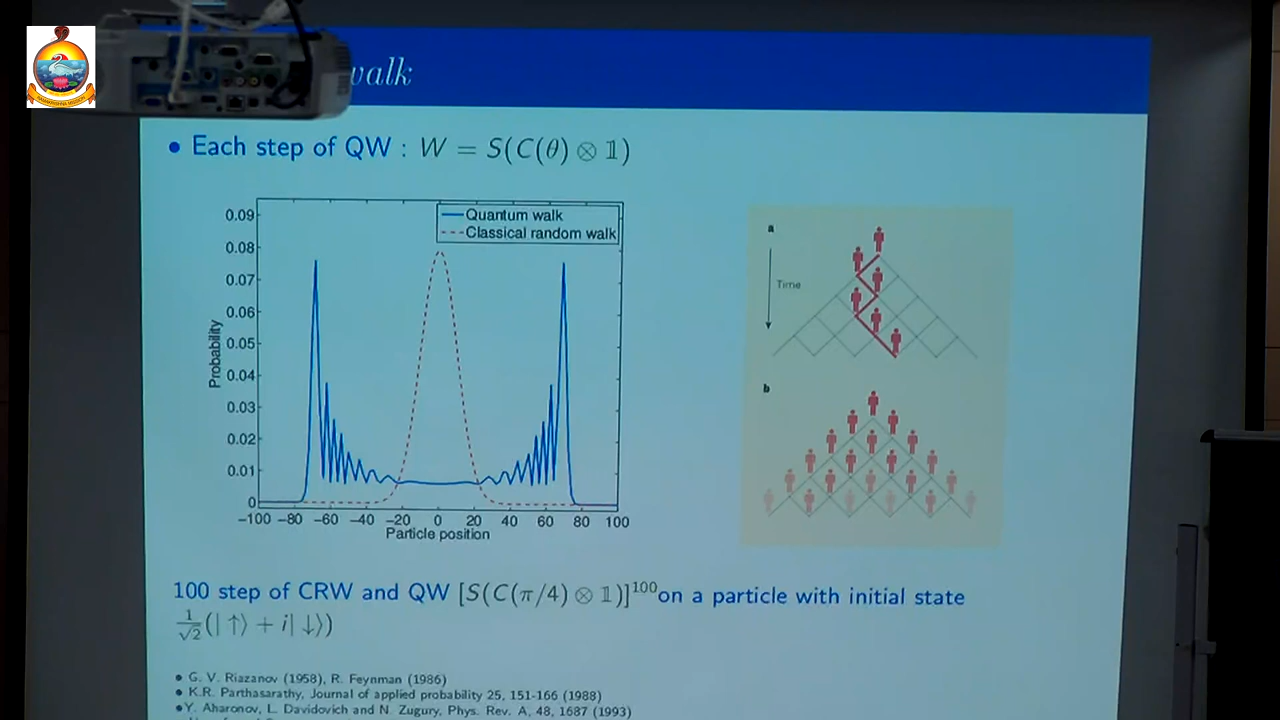 walk
• Each step of QW : W = S(C(θ) ⊗ 𝟙)
Quantum walk
Classical random walk
0.09
0.08
0.07
0.06
0.05
0.04
0.03
0.02
0.01
0
Probability
−100 −80 −60 −40 −20 0 20 40 60 80 100
Particle position
a
Time
b
100 step of CRW and QW [S(C(π/4) ⊗ 𝟙)]¹⁰⁰ on a particle with initial state
1/√2 (| ↑⟩ + i| ↓⟩)
• G. V. Riazanov (1958), R. Feynman (1986)
• K.R. Parthasarathy, Journal of applied probability 25, 151-166 (1988)
• Y. Aharonov, L. Davidovich and N. Zugury, Phys. Rev. A, 48, 1687 (1993)